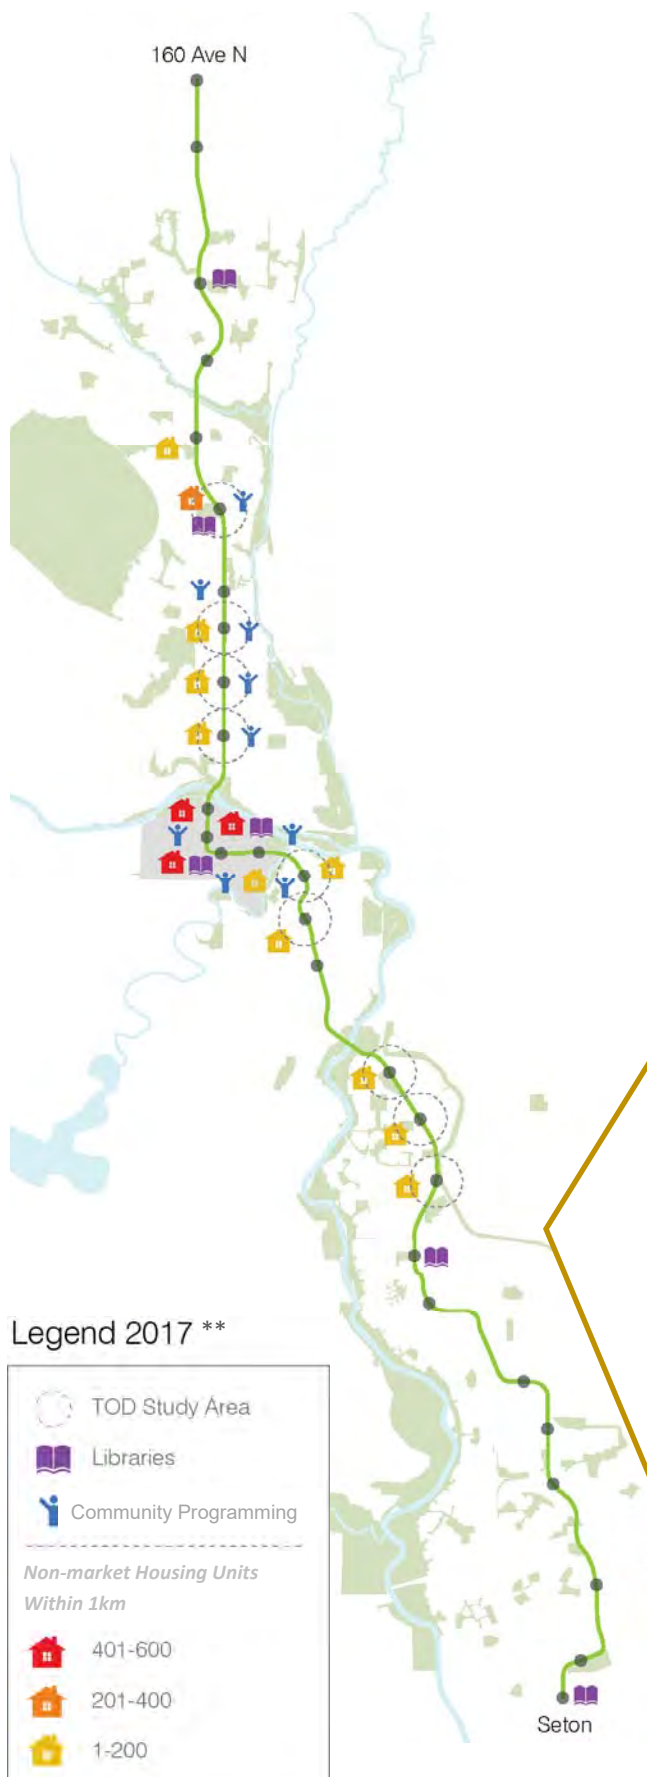 160 Ave N
Seton
Legend 2017 **
TOD Study Area
Libraries
Community Programming
Non-market Housing Units
Within 1km
401-600
201-400
1-200